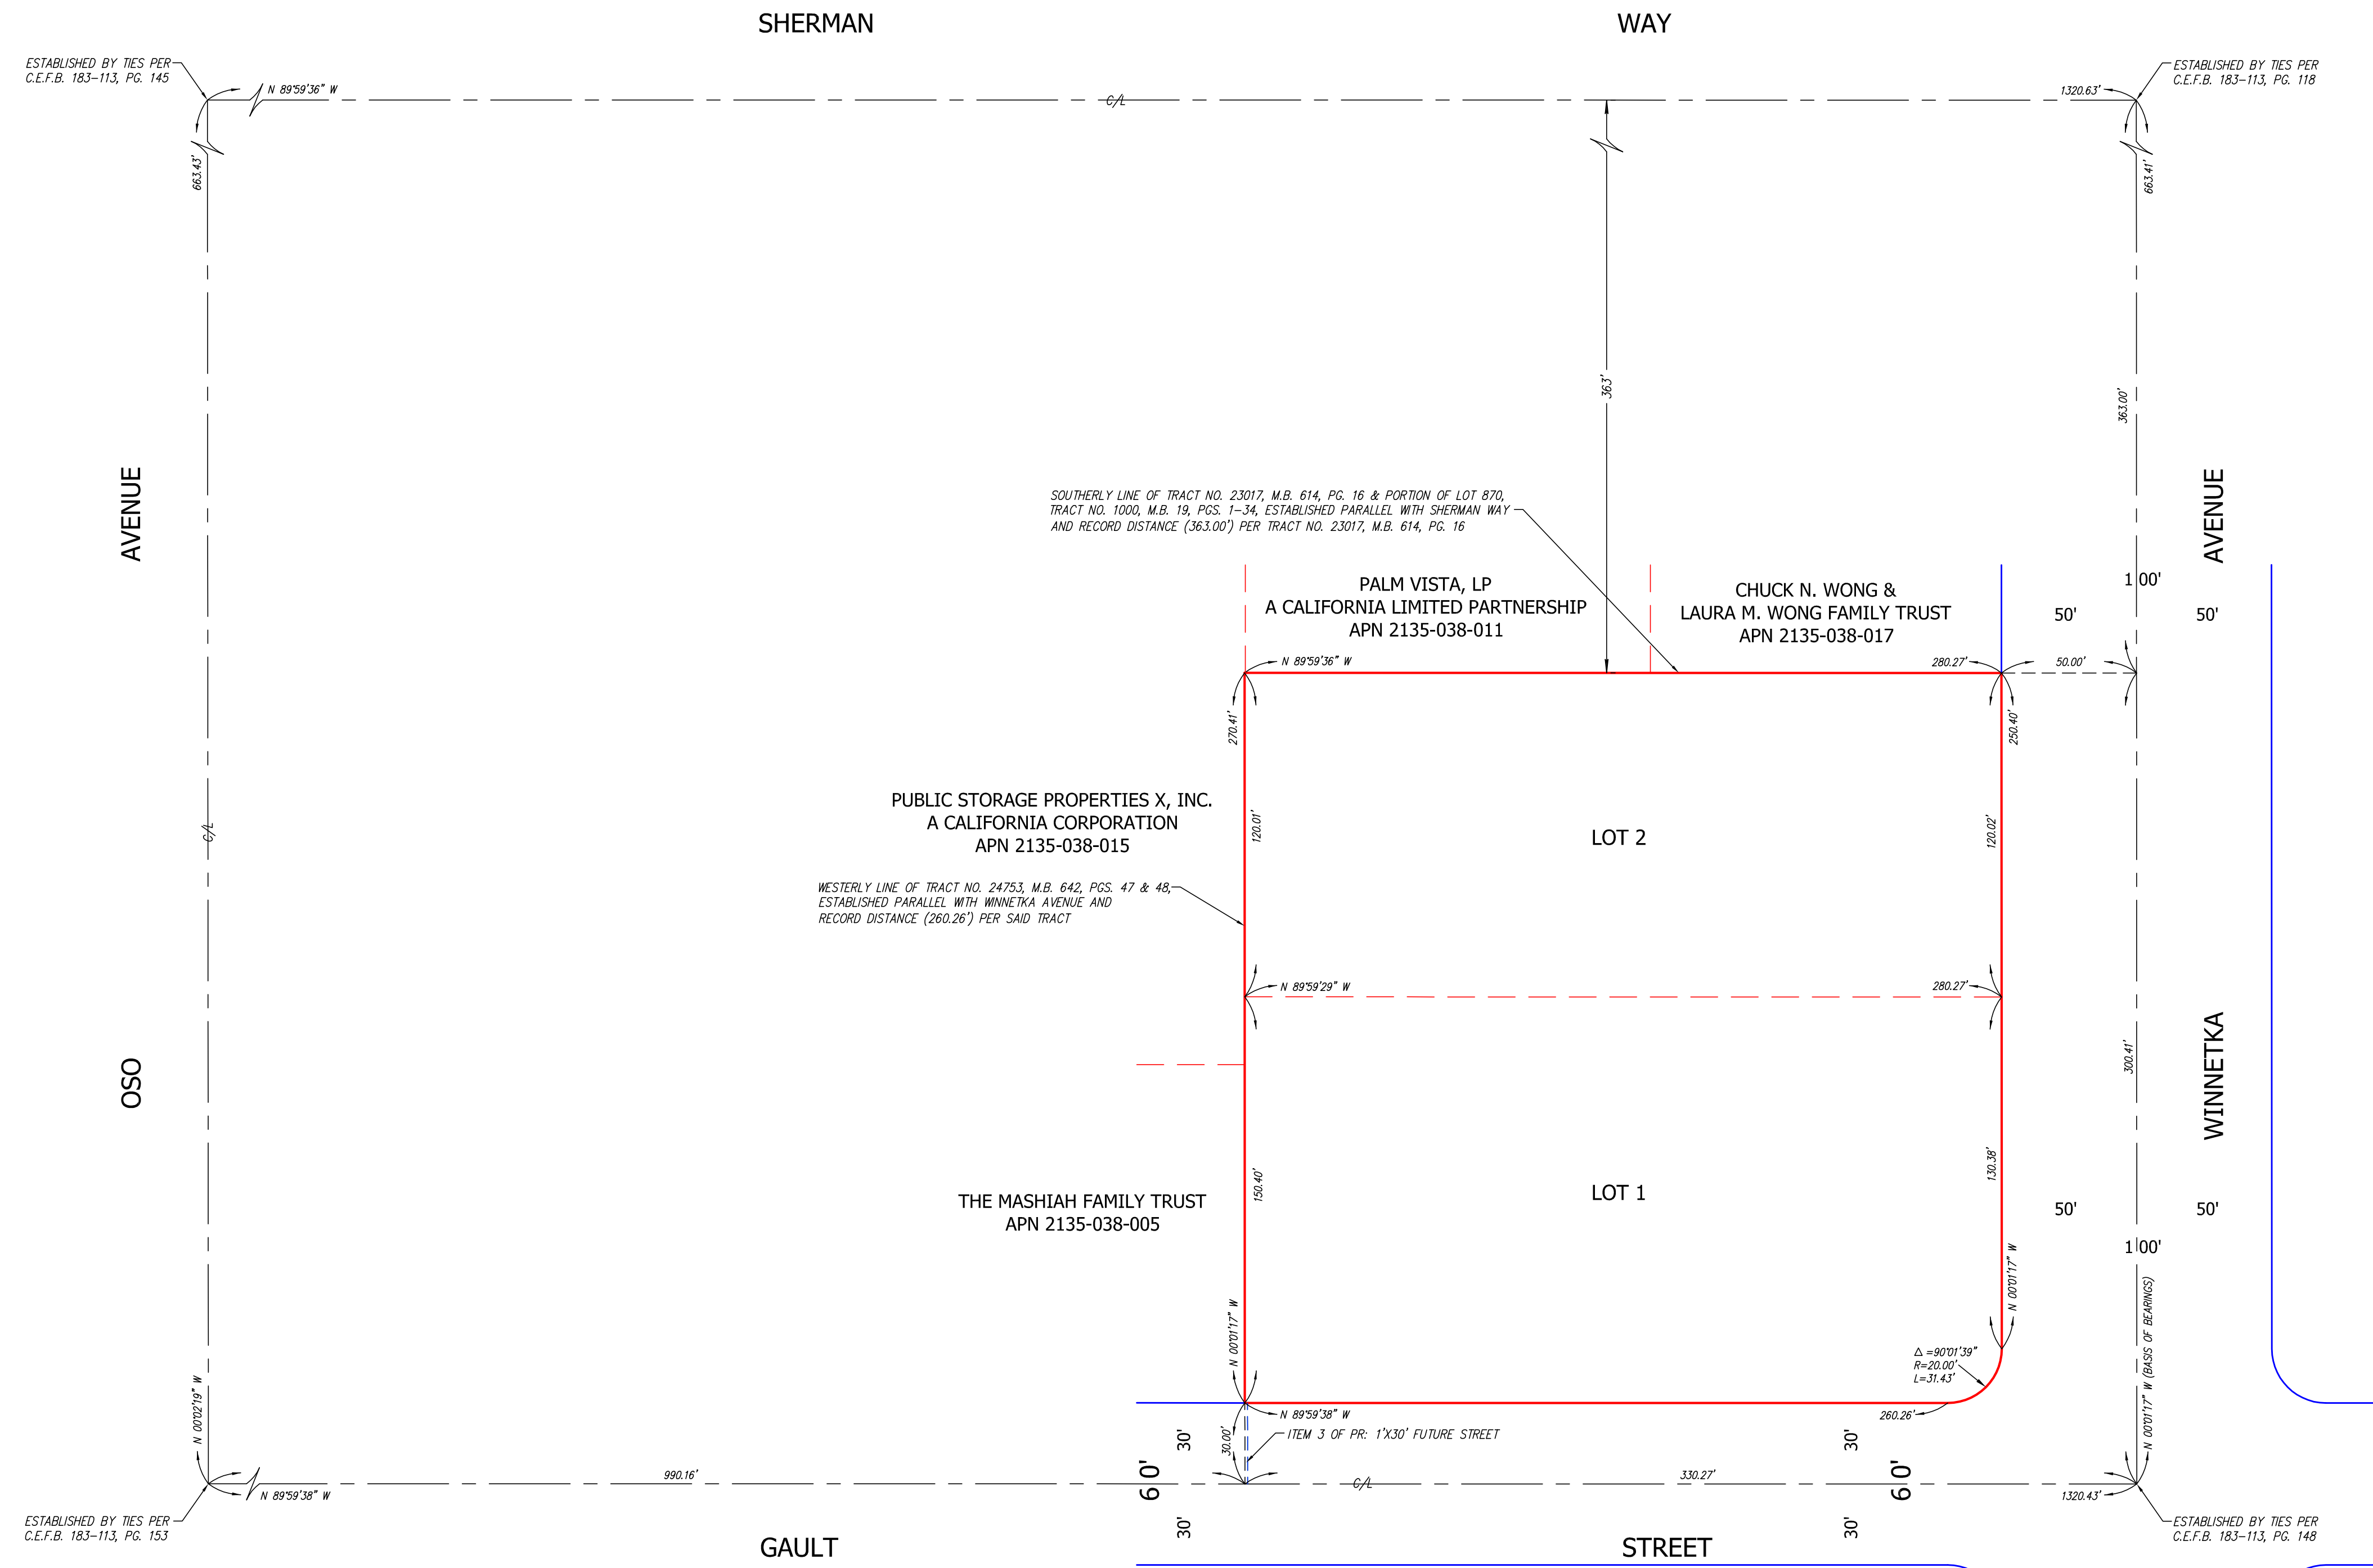 SHERMAN WAY
ESTABLISHED BY TIES PER
C.E.F.B. 183-113, PG. 145
N 89°59'36" W
C/L
1320.63'
ESTABLISHED BY TIES PER
C.E.F.B. 183-113, PG. 118
663.43'
663.41'
363'
363.00'
AVENUE
AVENUE
SOUTHERLY LINE OF TRACT NO. 23017, M.B. 614, PG. 16 & PORTION OF LOT 870,
TRACT NO. 1000, M.B. 19, PGS. 1-34, ESTABLISHED PARALLEL WITH SHERMAN WAY
AND RECORD DISTANCE (363.00') PER TRACT NO. 23017, M.B. 614, PG. 16
PALM VISTA, LP
A CALIFORNIA LIMITED PARTNERSHIP
APN 2135-038-011
CHUCK N. WONG &
LAURA M. WONG FAMILY TRUST
APN 2135-038-017
100'
50'
50'
N 89°59'36" W
280.27'
50.00'
270.41'
250.40'
PUBLIC STORAGE PROPERTIES X, INC.
A CALIFORNIA CORPORATION
APN 2135-038-015
C/L
120.01'
LOT 2
120.02'
WESTERLY LINE OF TRACT NO. 24753, M.B. 642, PGS. 47 & 48,
ESTABLISHED PARALLEL WITH WINNETKA AVENUE AND
RECORD DISTANCE (260.26') PER SAID TRACT
N 89°59'29" W
280.27'
OSO
300.41'
WINNETKA
THE MASHIAH FAMILY TRUST
APN 2135-038-005
150.40'
LOT 1
130.38'
50'
50'
100'
N 00°01'17" W
N 00°01'17" W
N 00°01'17" W (BASIS OF BEARINGS)
Δ =90°01'39"
R=20.00'
L=31.43'
N 00°02'19" W
N 89°59'38" W
260.26'
30'
30.00'
ITEM 3 OF PR: 1'X30' FUTURE STREET
30'
990.16'
60'
C/L
330.27'
60'
N 89°59'38" W
1320.43'
ESTABLISHED BY TIES PER
C.E.F.B. 183-113, PG. 153
30'
30'
ESTABLISHED BY TIES PER
C.E.F.B. 183-113, PG. 148
GAULT STREET